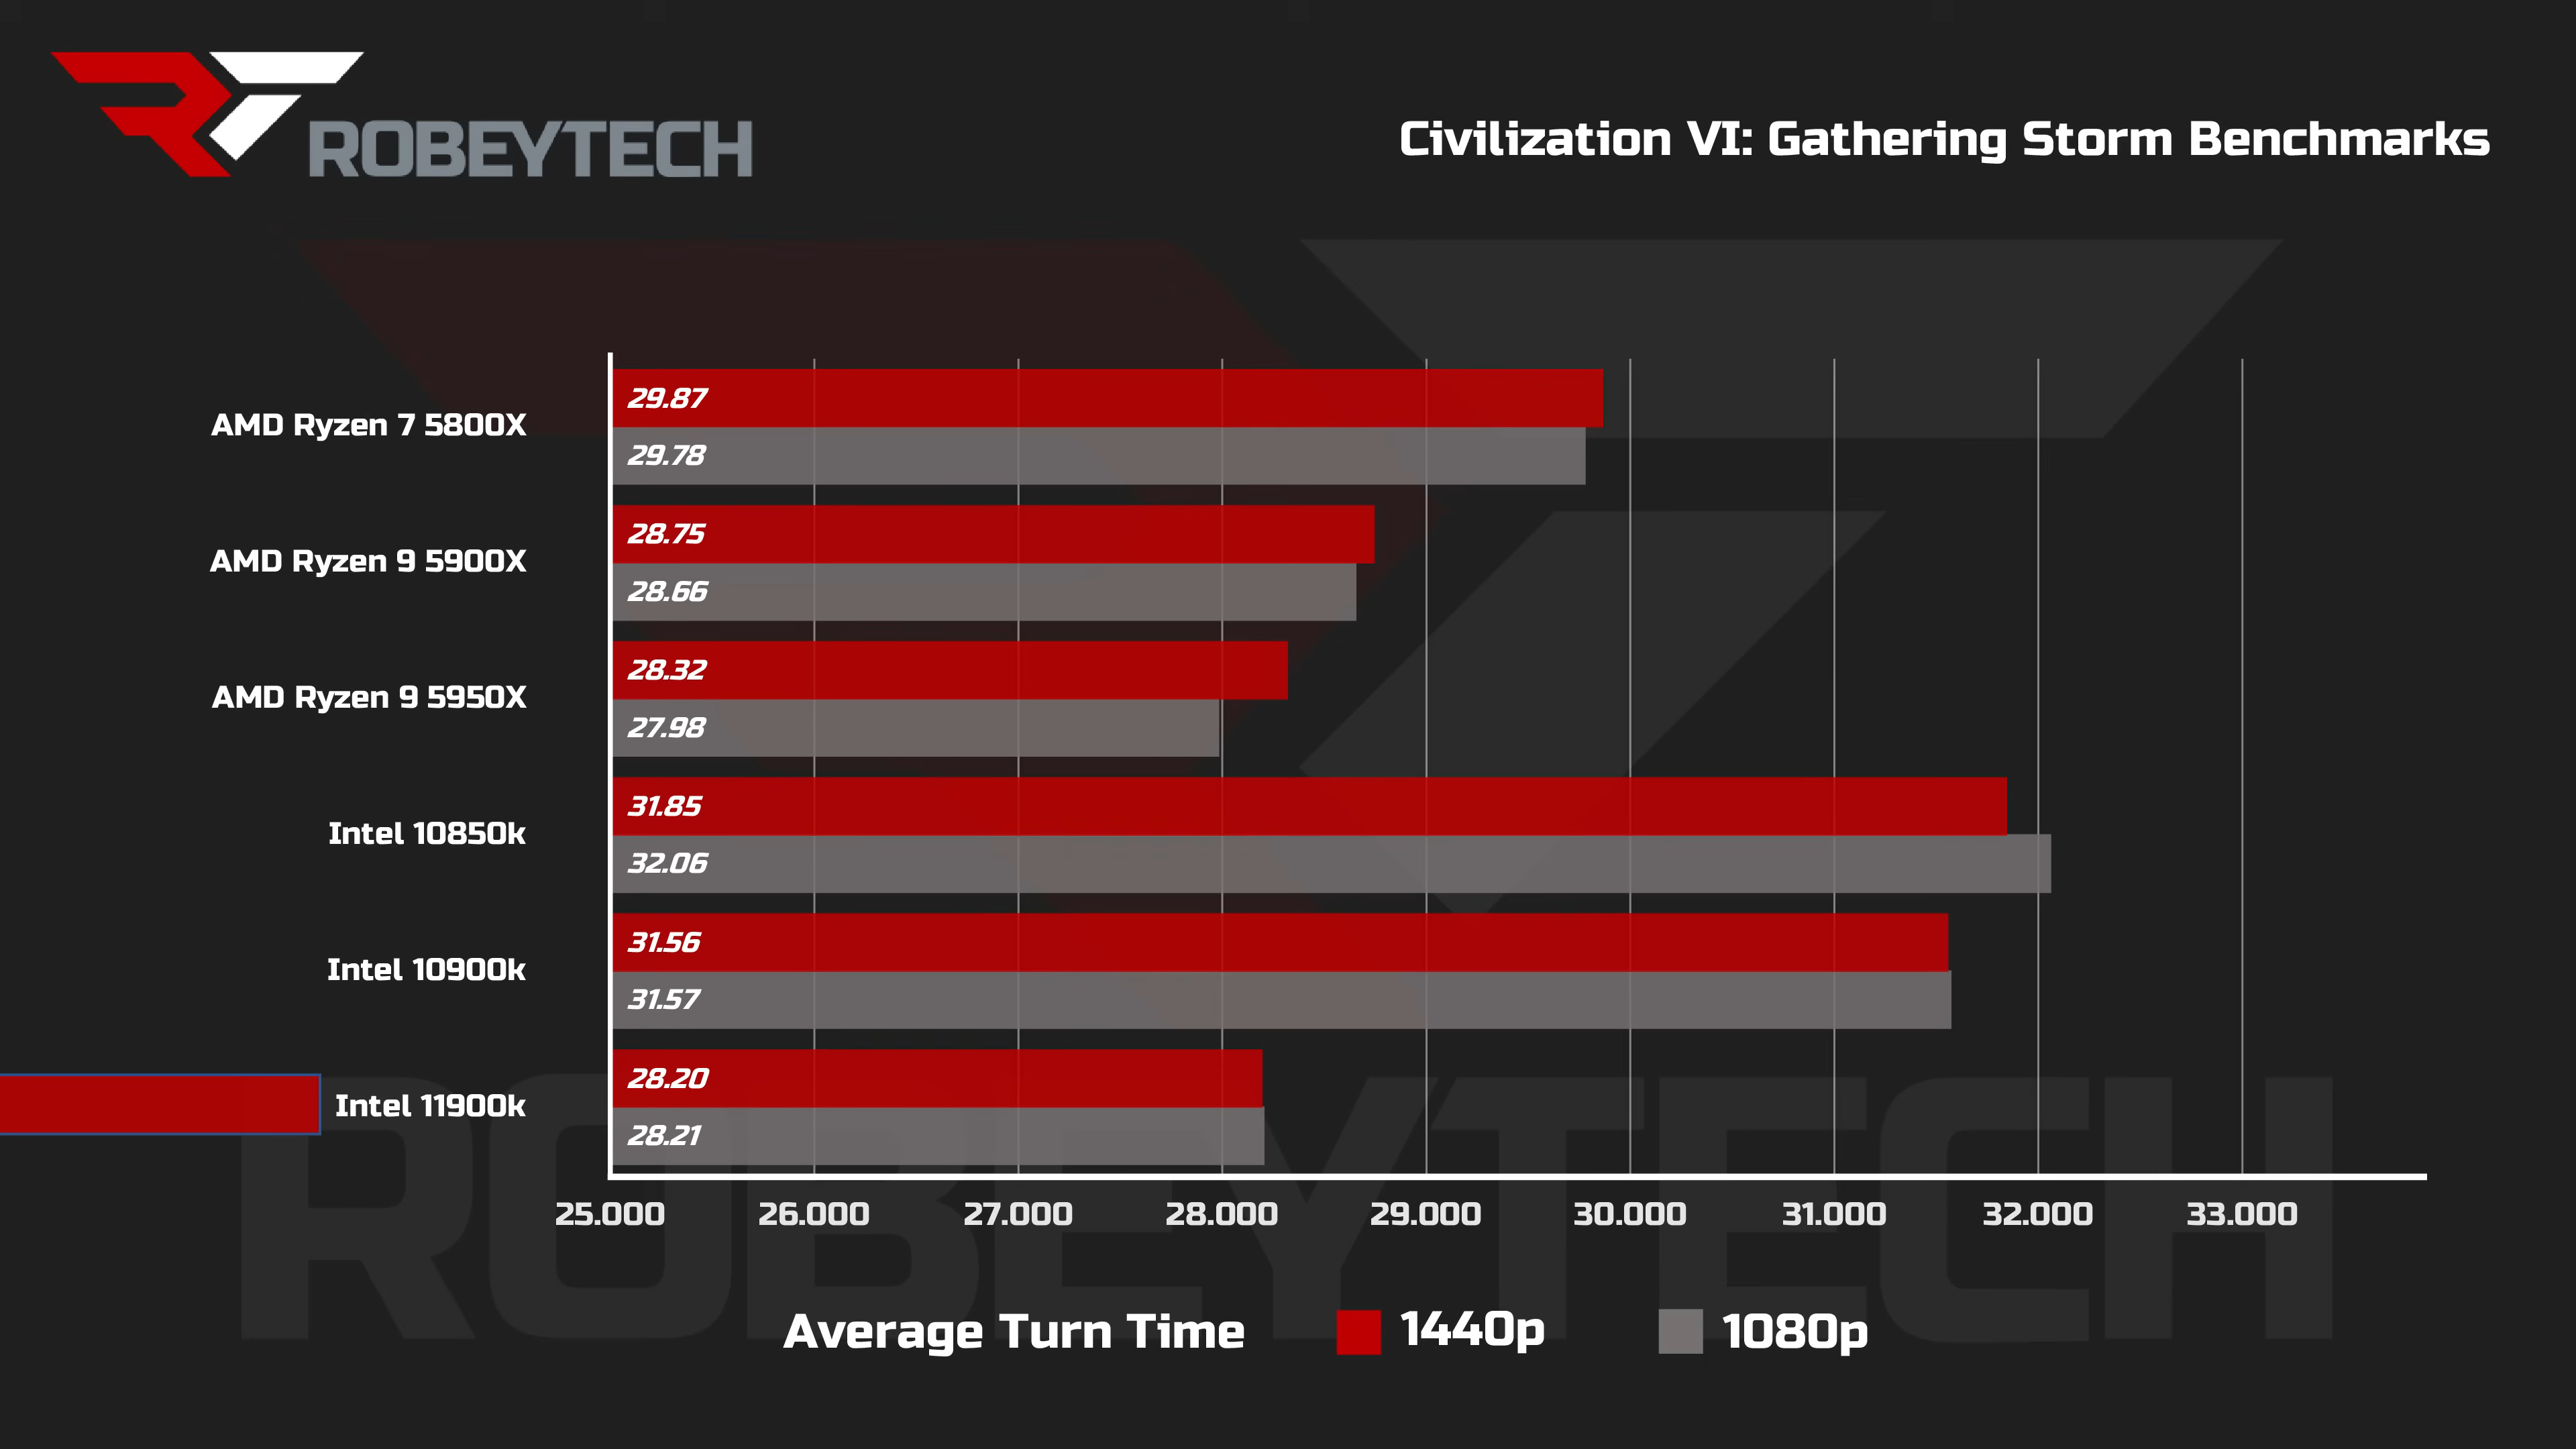 ROBEYTECH
Civilization VI: Gathering Storm Benchmarks
AMD Ryzen 7 5800X
29.87
29.78
AMD Ryzen 9 5900X
28.75
28.66
AMD Ryzen 9 5950X
28.32
27.98
Intel 10850k
31.85
32.06
Intel 10900k
31.56
31.57
Intel 11900k
28.20
28.21
25.000 26.000 27.000 28.000 29.000 30.000 31.000 32.000 33.000
Average Turn Time 1440p 1080p
ROBEYTECH